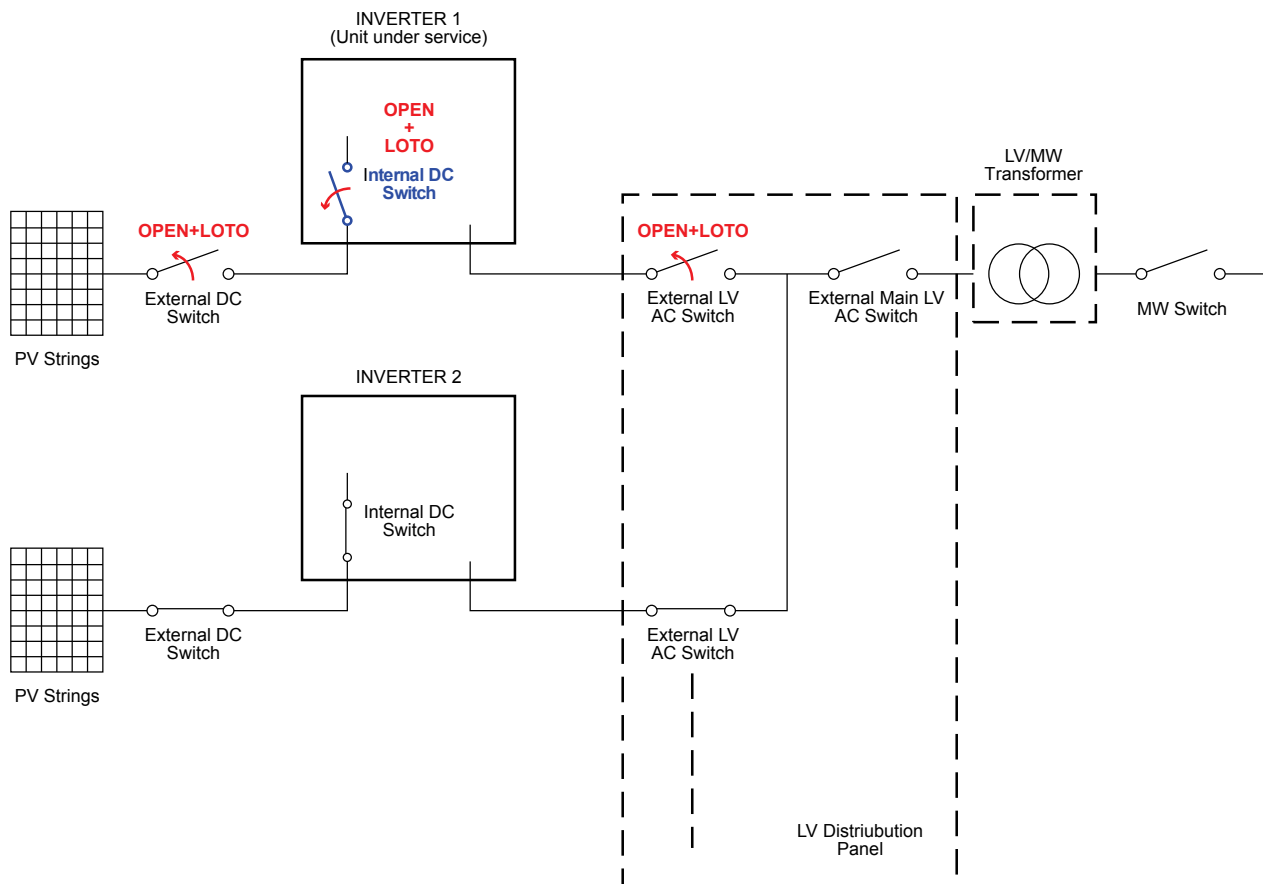 INVERTER 1
(Unit under service)
OPEN
+
LOTO
Internal DC
Switch
LV/MW
Transformer
OPEN+LOTO
External DC
Switch
PV Strings
OPEN+LOTO
External LV
AC Switch
External Main LV
AC Switch
MW Switch
INVERTER 2
Internal DC
Switch
External DC
Switch
PV Strings
External LV
AC Switch
LV Distriubution
Panel